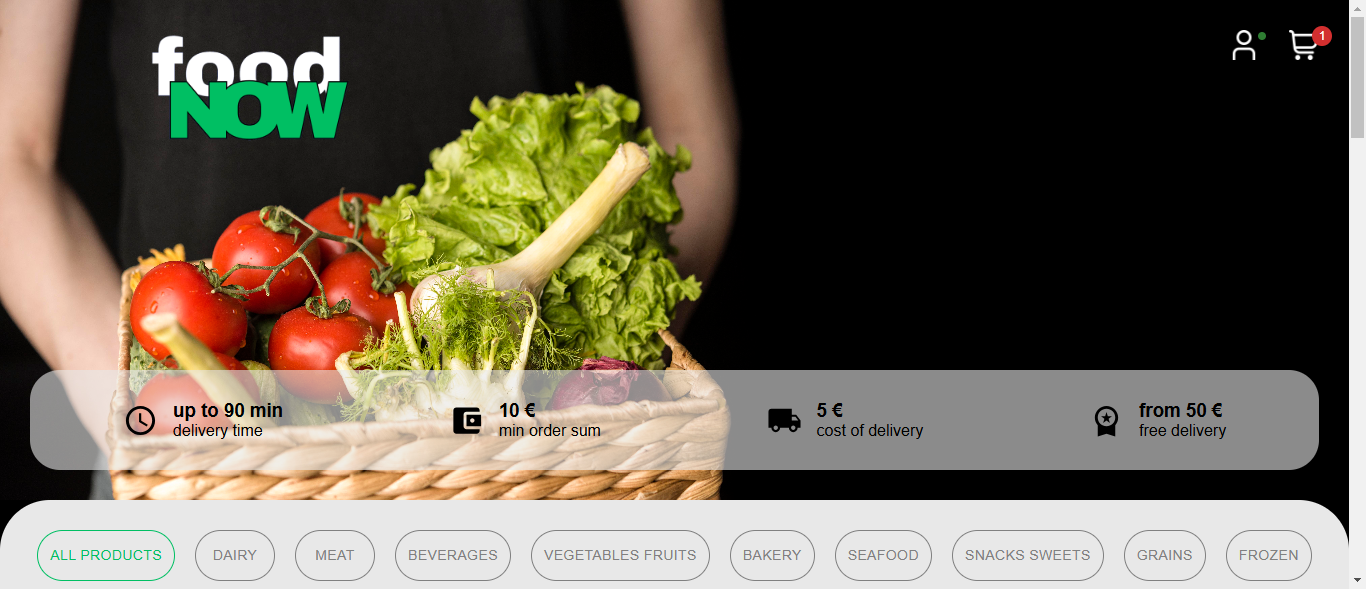 food
NOW
1
up to 90 min
delivery time
10 €
min order sum
5 €
cost of delivery
from 50 €
free delivery
ALL PRODUCTS
DAIRY
MEAT
BEVERAGES
VEGETABLES FRUITS
BAKERY
SEAFOOD
SNACKS SWEETS
GRAINS
FROZEN